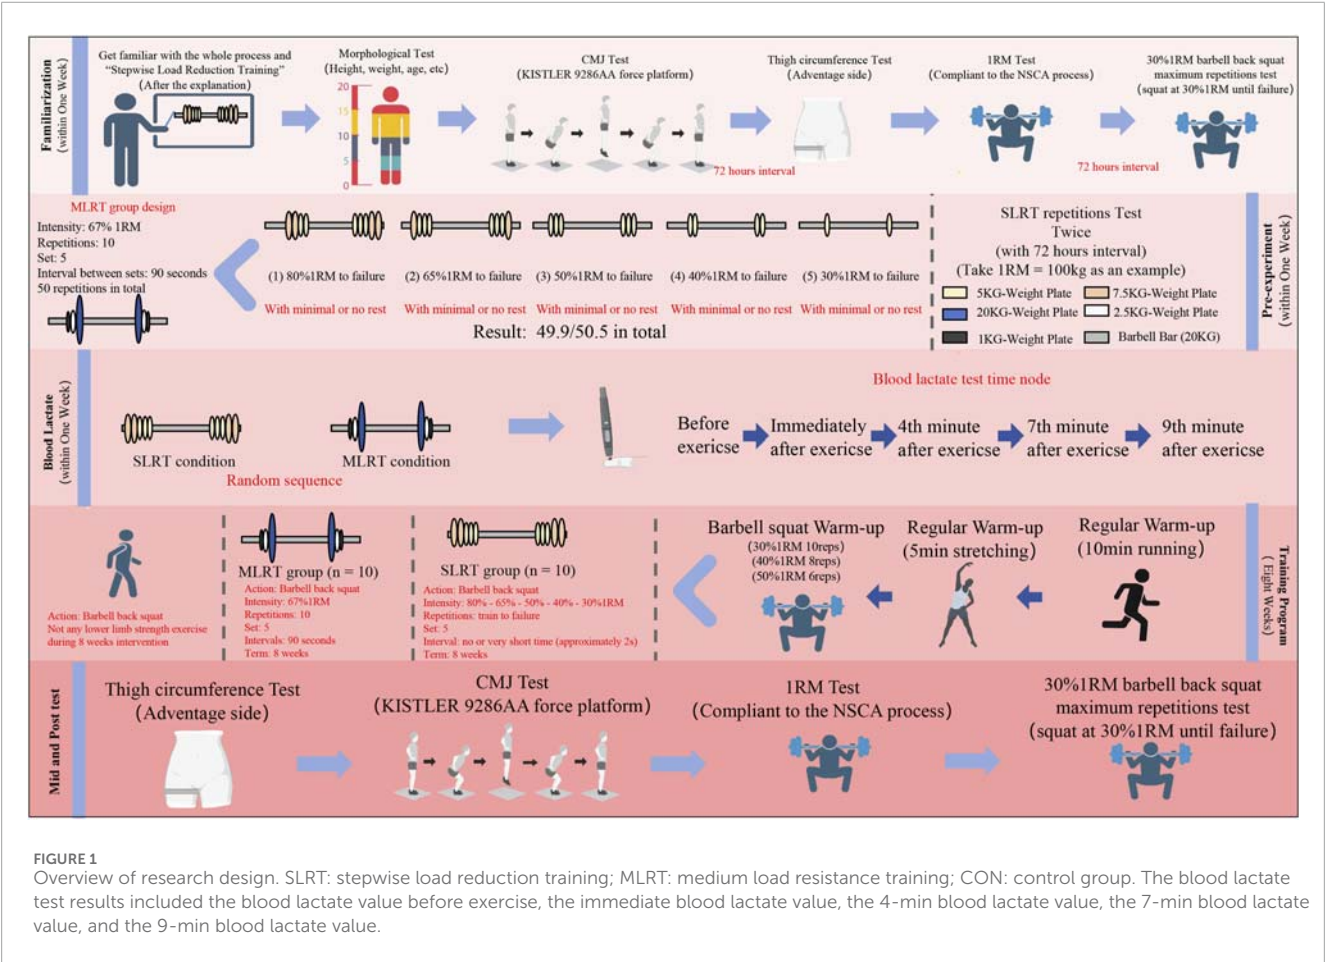 Familiarization
(within One Week)
Get familiar with the whole process and
“Stepwise Load Reduction Training”
(After the explanation)
Morphological Test
(Height, weight, age, etc)
20
15
10
5
0
CMJ Test
(KISTLER 9286AA force platform)
72 hours interval
Thigh circumference Test
(Adventage side)
1RM Test
(Compliant to the NSCA process)
72 hours interval
30%1RM barbell back squat
maximum repetitions test
(squat at 30%1RM until failure)
MLRT group design
Intensity: 67% 1RM
Repetitions: 10
Set: 5
Interval between sets: 90 seconds
50 repetitions in total
(1) 80%1RM to failure
(2) 65%1RM to failure
(3) 50%1RM to failure
(4) 40%1RM to failure
(5) 30%1RM to failure
With minimal or no rest
With minimal or no rest
With minimal or no rest
With minimal or no rest
With minimal or no rest
Result: 49.9/50.5 in total
SLRT repetitions Test
Twice
(with 72 hours interval)
(Take 1RM = 100kg as an example)
5KG-Weight Plate
7.5KG-Weight Plate
20KG-Weight Plate
2.5KG-Weight Plate
1KG-Weight Plate
Barbell Bar (20KG)
Pre-experiment
(within One Week)
Blood Lactate
(within One Week)
SLRT condition
MLRT condition
Random sequence
Blood lactate test time node
Before
exericse
Immediately
after exericse
4th minute
after exericse
7th minute
after exericse
9th minute
after exericse
Action: Barbell back squat
Not any lower limb strength exercise
during 8 weeks intervention
MLRT group (n = 10)
Action: Barbell back squat
Intensity: 67%1RM
Repetitions: 10
Set: 5
Intervals: 90 seconds
Term: 8 weeks
SLRT group (n = 10)
Action: Barbell back squat
Intensity: 80% - 65% - 50% - 40% - 30%1RM
Repetitions: train to failure
Set: 5
Interval: no or very short time (approximately 2s)
Term: 8 weeks
Barbell squat Warm-up
(30%1RM 10reps)
(40%1RM 8reps)
(50%1RM 6reps)
Regular Warm-up
(5min stretching)
Regular Warm-up
(10min running)
Training Program
( Eight Weeks)
Mid and Post test
Thigh circumference Test
(Adventage side)
CMJ Test
(KISTLER 9286AA force platform)
1RM Test
(Compliant to the NSCA process)
30%1RM barbell back squat
maximum repetitions test
(squat at 30%1RM until failure)
FIGURE 1
Overview of research design. SLRT: stepwise load reduction training; MLRT: medium load resistance training; CON: control group. The blood lactate
test results included the blood lactate value before exercise, the immediate blood lactate value, the 4-min blood lactate value, the 7-min blood lactate
value, and the 9-min blood lactate value.